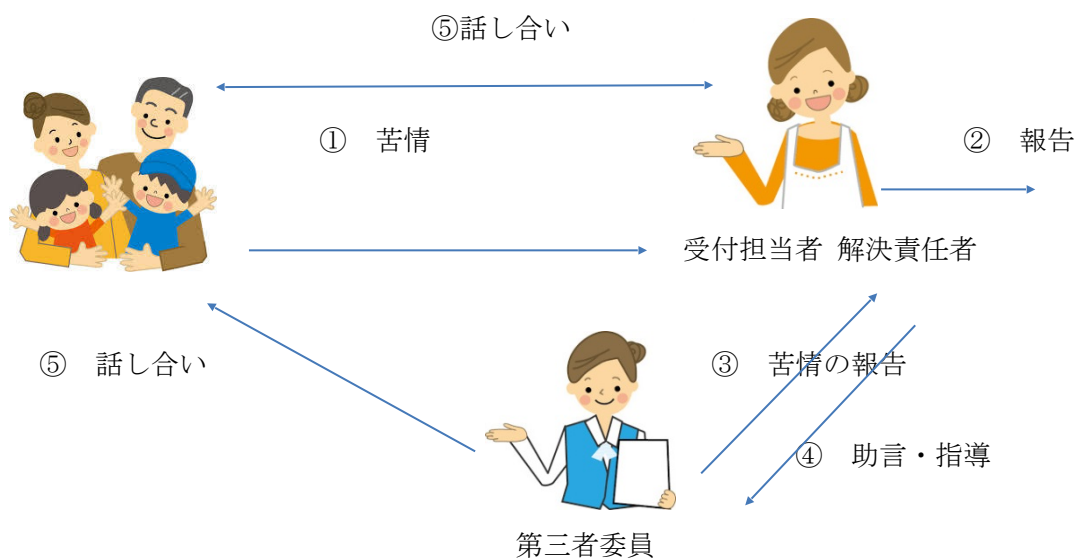 ⑤話し合い
① 苦情
② 報告
受付担当者 解決責任者
⑤ 話し合い
③ 苦情の報告
④ 助言・指導
第三者委員